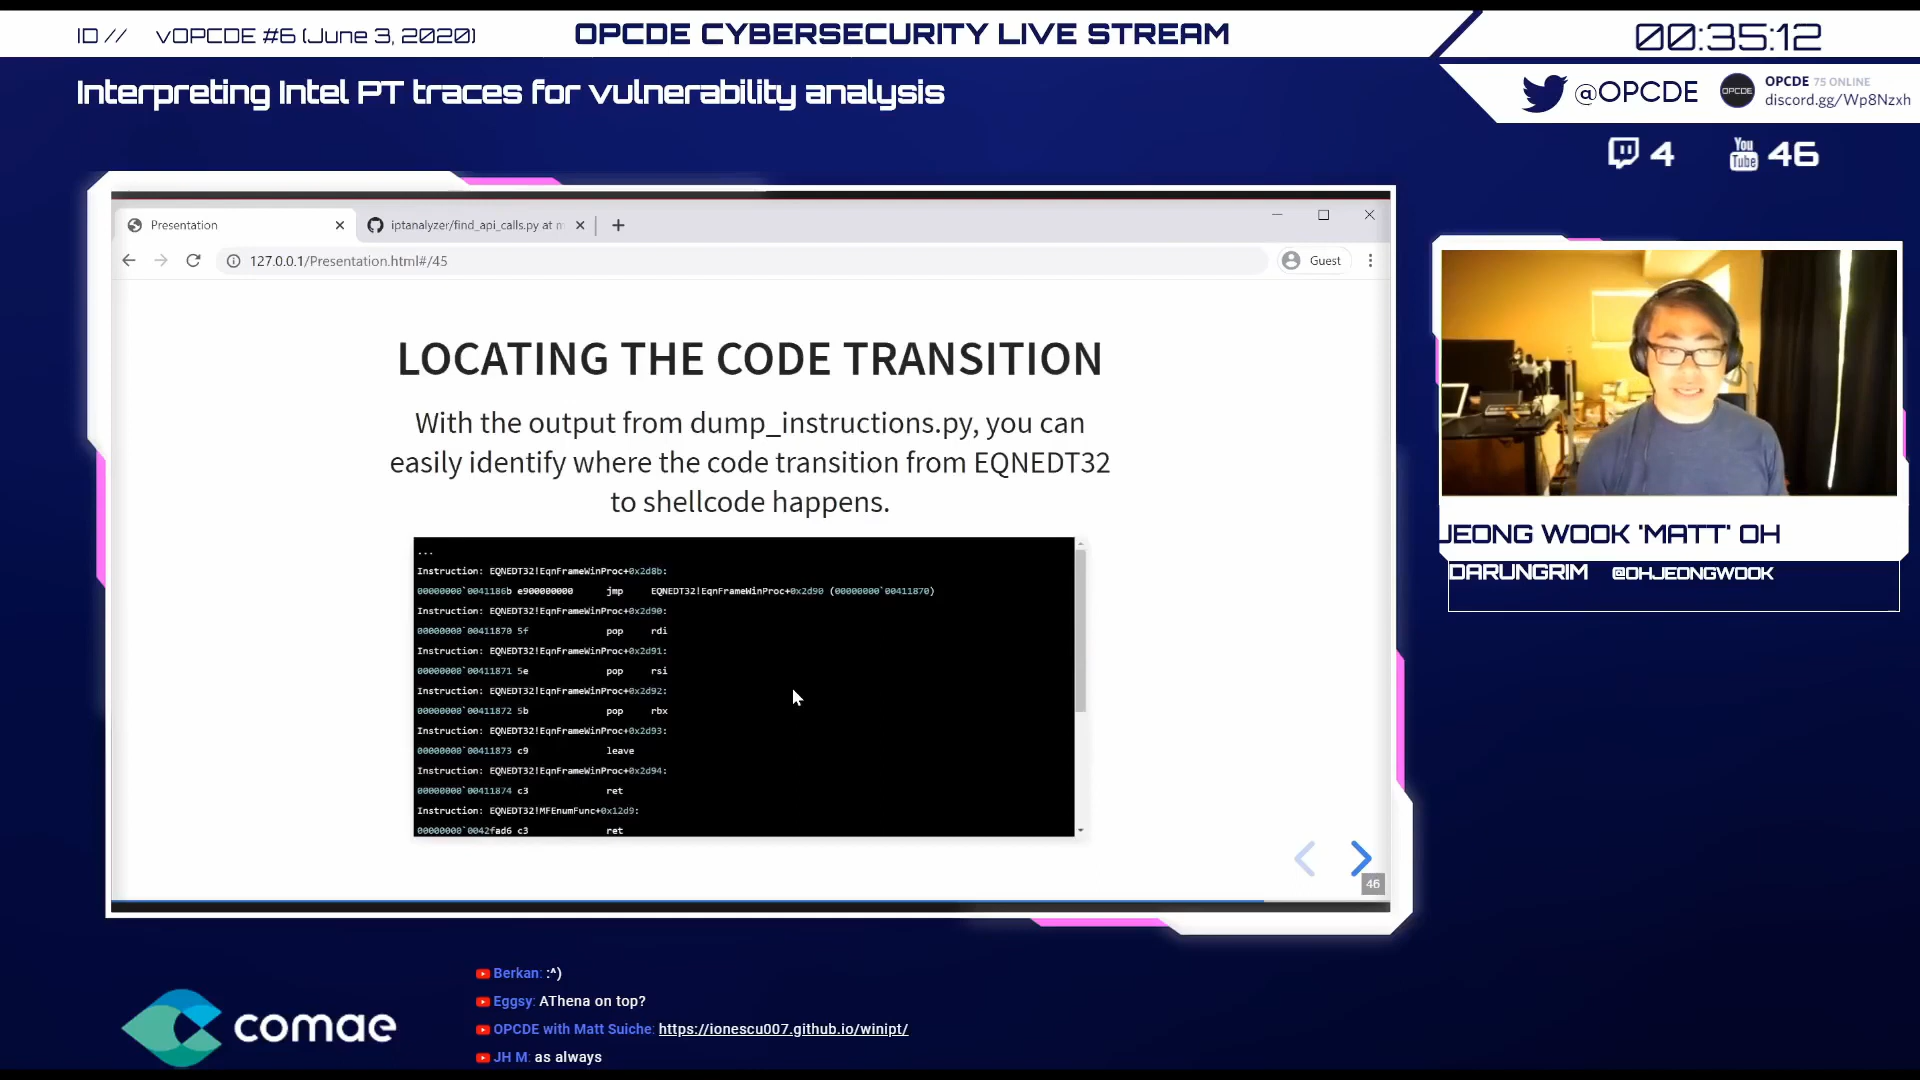 ID //   vOPCDE #6 (June 3, 2020)
OPCDE CYBERSECURITY LIVE STREAM
00:35:12
Interpreting Intel PT traces for vulnerability analysis
@OPCDE
OPCDE
OPCDE 75 ONLINE
discord.gg/Wp8Nzxh
4
You Tube 46
Presentation
iptanalyzer/find_api_calls.py at m
127.0.0.1/Presentation.html#/45
Guest
LOCATING THE CODE TRANSITION
With the output from dump_instructions.py, you can
easily identify where the code transition from EQNEDT32
to shellcode happens.
...
Instruction: EQNEDT32!EqnFrameWinProc+0x2d8b:
00000000`0041186b e900000000      jmp     EQNEDT32!EqnFrameWinProc+0x2d90 (00000000`00411870)
Instruction: EQNEDT32!EqnFrameWinProc+0x2d90:
00000000`00411870 5f              pop     rdi
Instruction: EQNEDT32!EqnFrameWinProc+0x2d91:
00000000`00411871 5e              pop     rsi
Instruction: EQNEDT32!EqnFrameWinProc+0x2d92:
00000000`00411872 5b              pop     rbx
Instruction: EQNEDT32!EqnFrameWinProc+0x2d93:
00000000`00411873 c9              leave
Instruction: EQNEDT32!EqnFrameWinProc+0x2d94:
00000000`00411874 c3              ret
Instruction: EQNEDT32!MFEnumFunc+0x12d9:
00000000`0042fad6 c3              ret
46
JEONG WOOK 'MATT' OH
DARUNGRIM @OHJEONGWOOK
comae
Berkan: :^)
Eggsy: AThena on top?
OPCDE with Matt Suiche: https://ionescu007.github.io/winipt/
JH M: as always